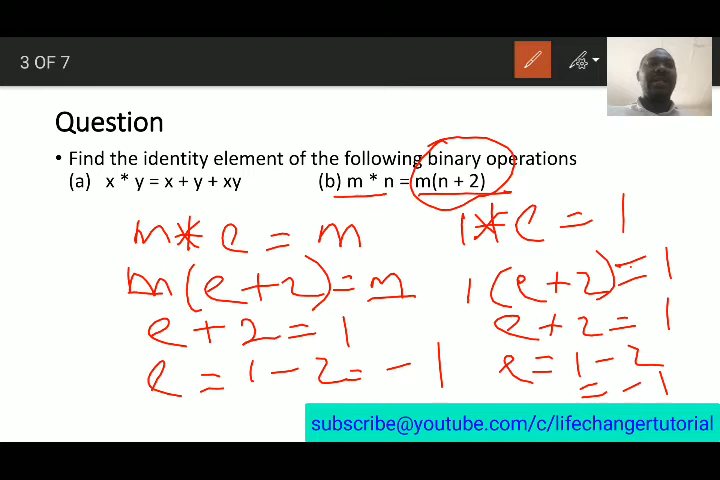 3 OF 7
Question
• Find the identity element of the following binary operations
(a) x * y = x + y + xy (b) m * n = m(n + 2)
m * e = m
m(e+2) = m
e + 2 = 1
e = 1 - 2 = - 1
1 * e = 1
1(e+2) = 1
e + 2 = 1
e = 1 - 2
= - 1
subscribe@youtube.com/c/lifechangertutorial